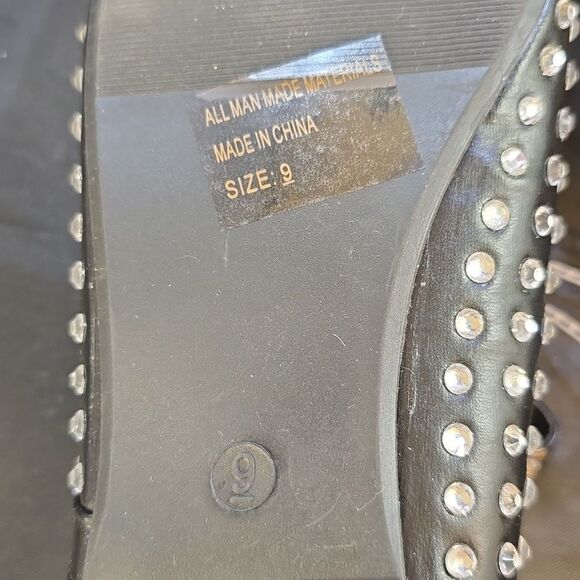 ALL MAN MADE MATERIALS
MADE IN CHINA
SIZE: 9
9